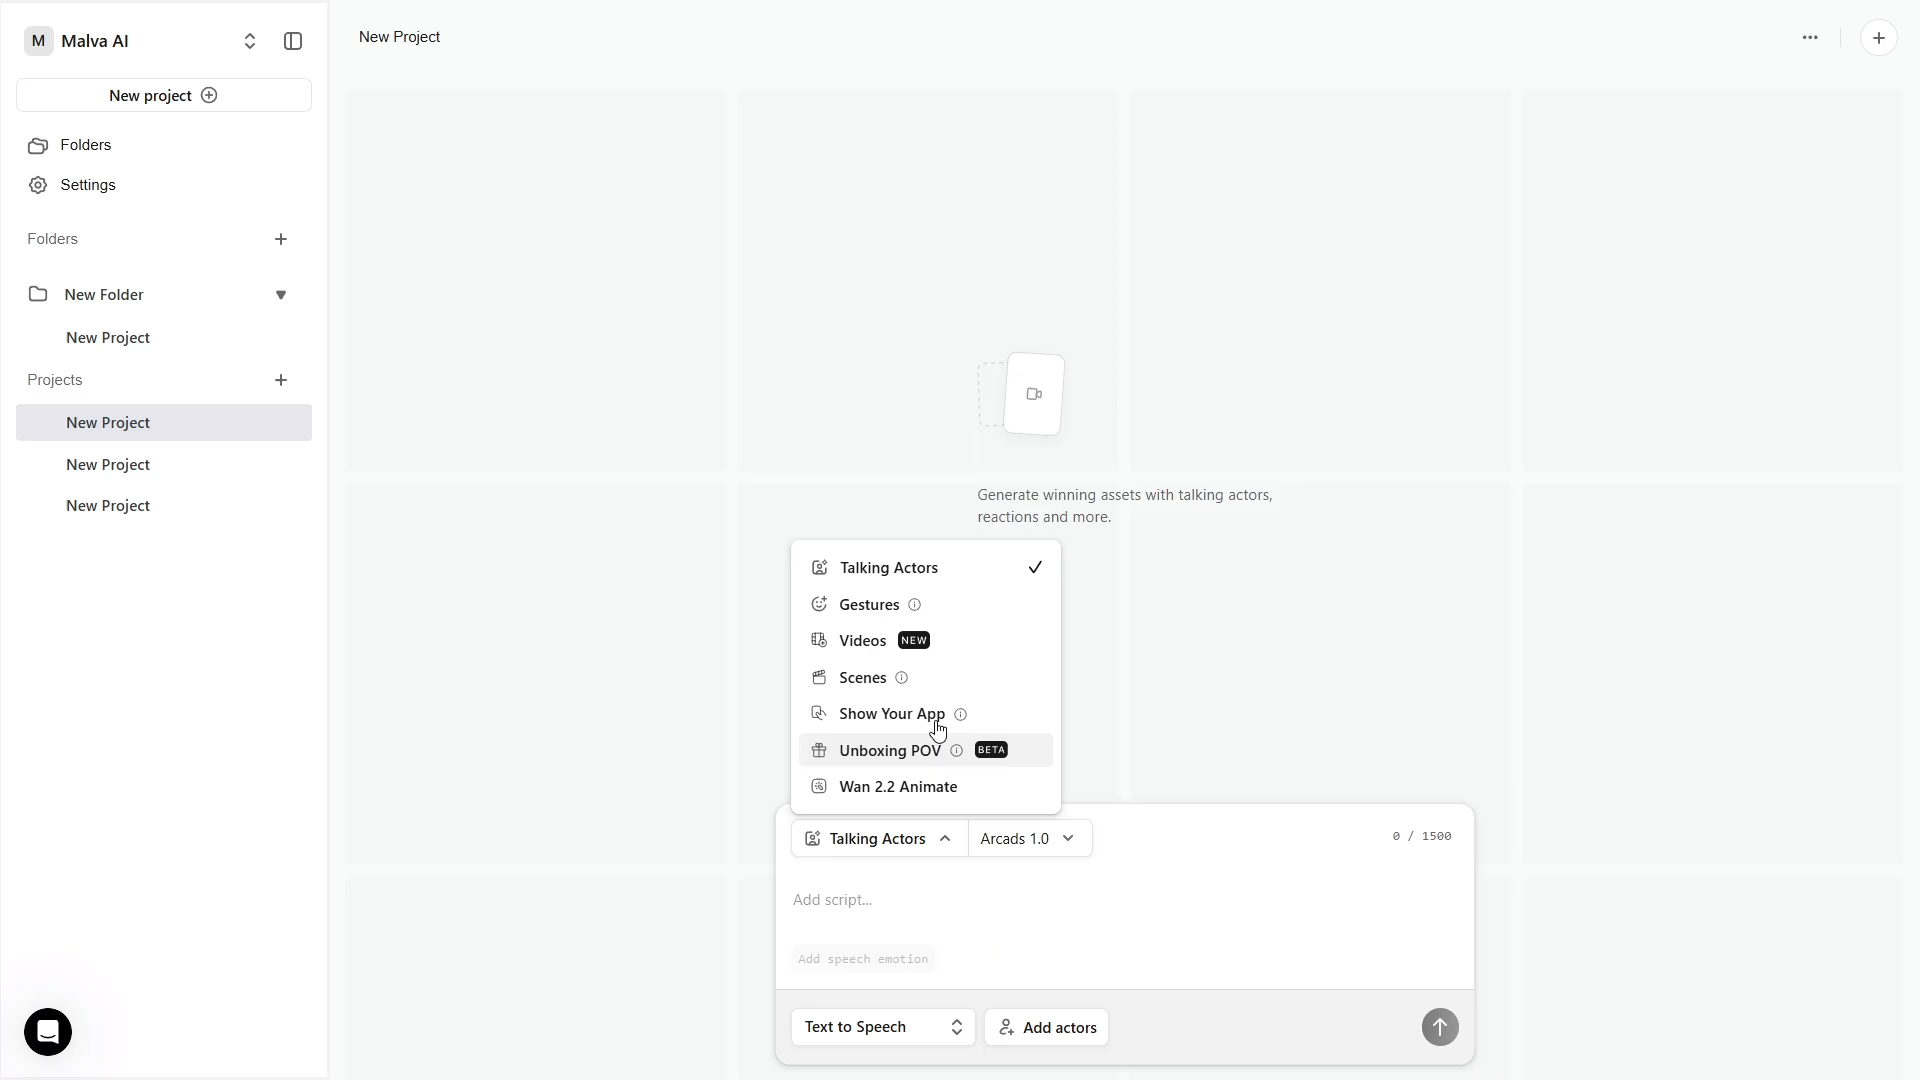 M Malva AI
New project
Folders
Settings
Folders
New Folder
New Project
Projects
New Project
New Project
New Project
New Project
Generate winning assets with talking actors,
reactions and more.
Talking Actors
Gestures
Videos NEW
Scenes
Show Your App
Unboxing POV BETA
Wan 2.2 Animate
Talking Actors Arcads 1.0 0 / 1500
Add script...
Add speech emotion
Text to Speech Add actors